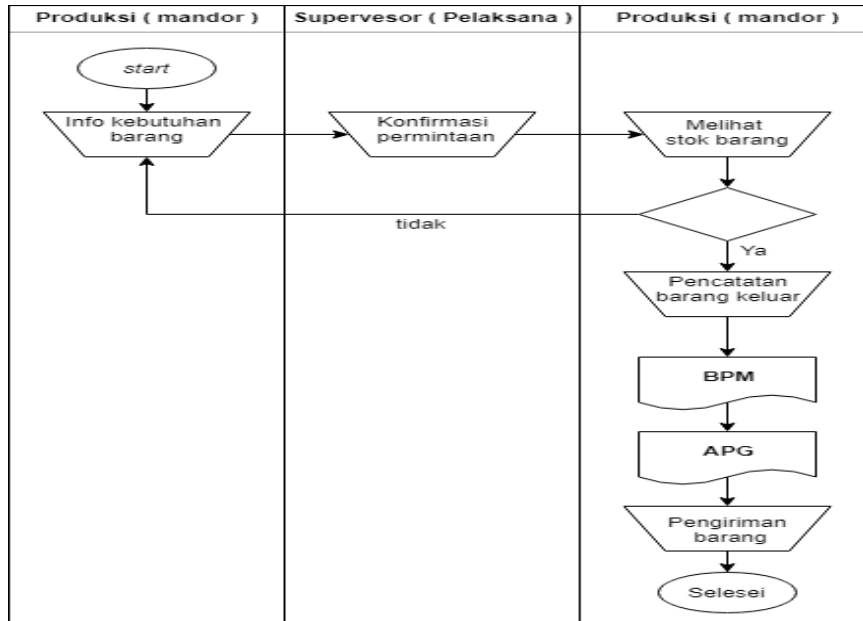 Produksi ( mandor )
Supervesor ( Pelaksana )
Produksi ( mandor )
start
Info kebutuhan
barang
Konfirmasi
permintaan
Melihat
stok barang
tidak
Ya
Pencatatan
barang keluar
BPM
APG
Pengiriman
barang
Selesei